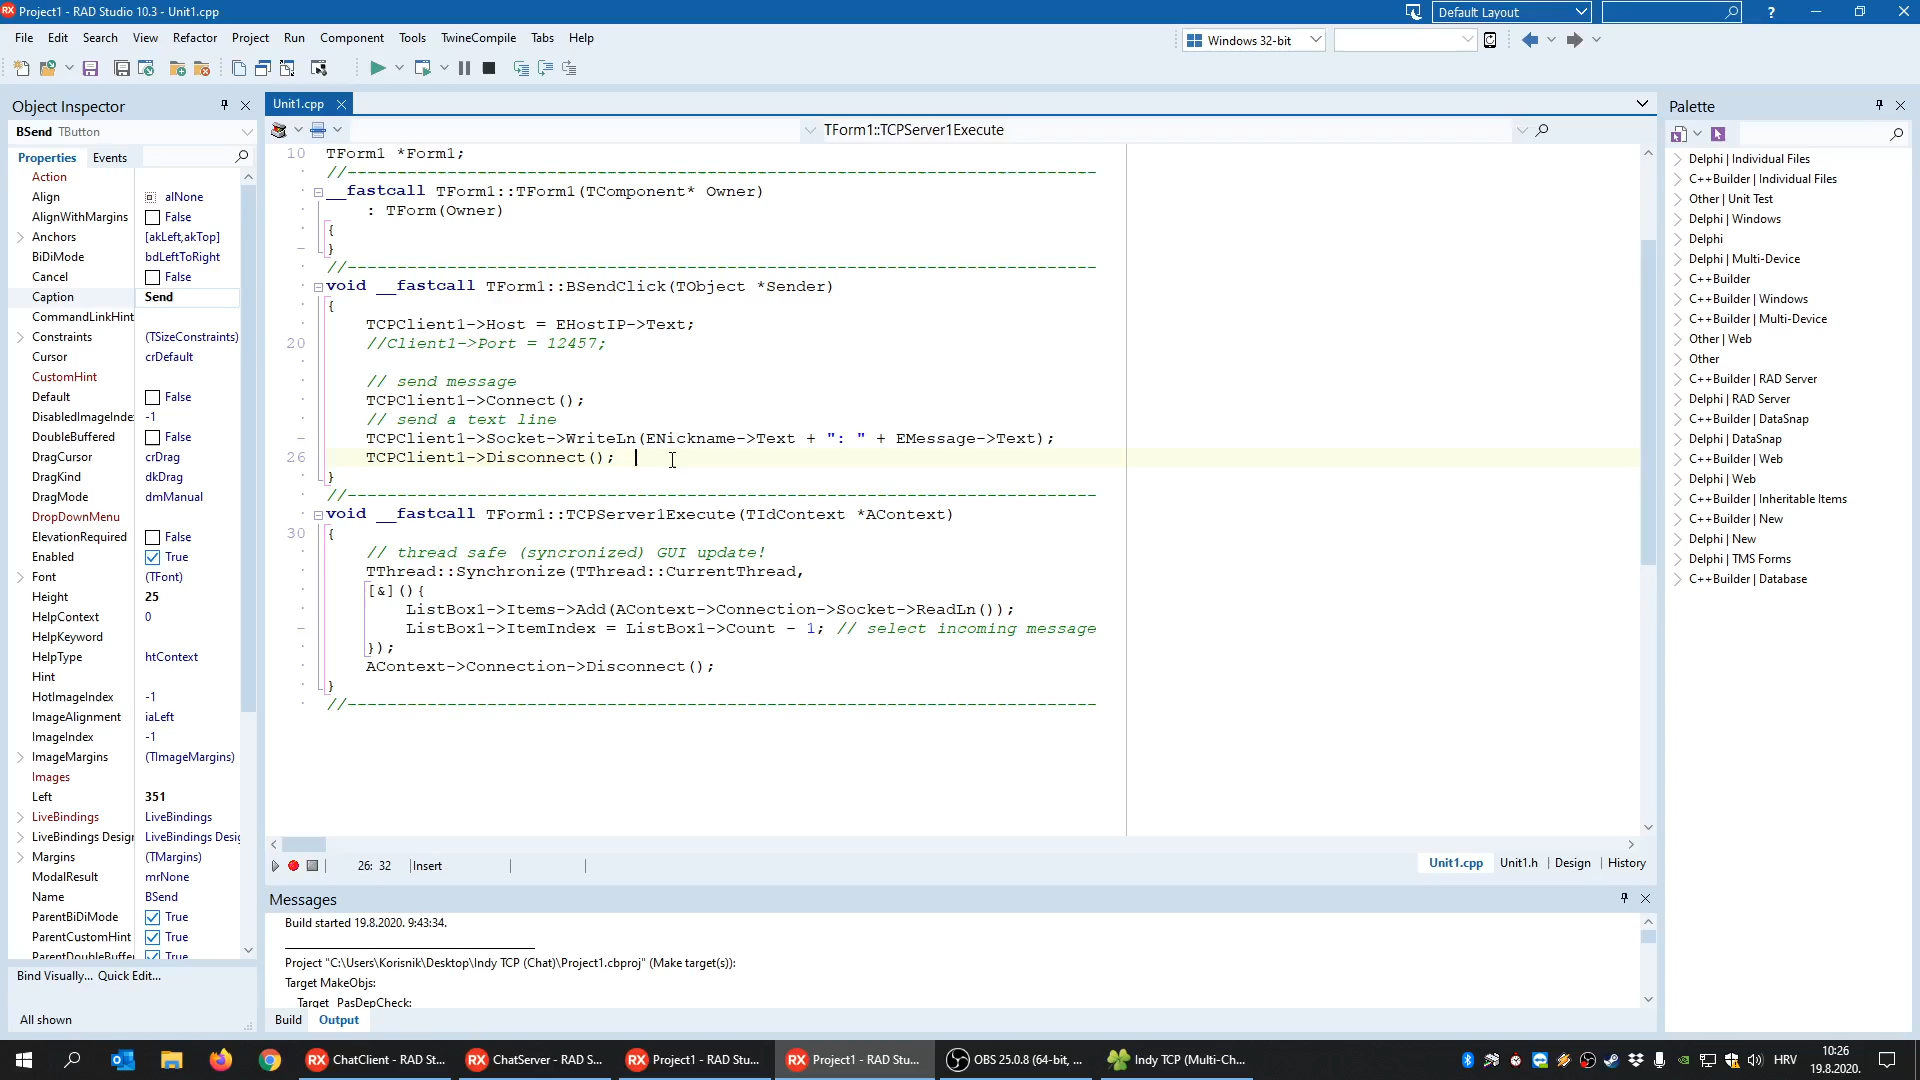 Project1 - RAD Studio 10.3 - Unit1.cpp
Default Layout
?
File Edit Search View Refactor Project Run Component Tools TwineCompile Tabs Help
Windows 32-bit
Object Inspector
BSend TButton
Properties Events
Action
Align alNone
AlignWithMargins False
Anchors [akLeft,akTop]
BiDiMode bdLeftToRight
Cancel False
Caption Send
CommandLinkHint
Constraints (TSizeConstraints)
Cursor crDefault
CustomHint
Default False
DisabledImageInde: -1
DoubleBuffered False
DragCursor crDrag
DragKind dkDrag
DragMode dmManual
DropDownMenu
ElevationRequired False
Enabled True
Font (TFont)
Height 25
HelpContext 0
HelpKeyword
HelpType htContext
Hint
HotImageIndex -1
ImageAlignment iaLeft
ImageIndex -1
ImageMargins (TImageMargins)
Images
Left 351
LiveBindings LiveBindings
LiveBindings Design LiveBindings Desig
Margins (TMargins)
ModalResult mrNone
Name BSend
ParentBiDiMode True
ParentCustomHint True
ParentDoubleBuffe True
Bind Visually... Quick Edit...
All shown
Unit1.cpp
TForm1::TCPServer1Execute
10 TForm1 *Form1;
//---------------------------------------------------------------------------
__fastcall TForm1::TForm1(TComponent* Owner)
: TForm(Owner)
{
}
//---------------------------------------------------------------------------
void __fastcall TForm1::BSendClick(TObject *Sender)
{
TCPClient1->Host = EHostIP->Text;
20 //Client1->Port = 12457;
// send message
TCPClient1->Connect();
// send a text line
TCPClient1->Socket->WriteLn(ENickname->Text + ": " + EMessage->Text);
26 TCPClient1->Disconnect();
}
//---------------------------------------------------------------------------
void __fastcall TForm1::TCPServer1Execute(TIdContext *AContext)
30 {
// thread safe (syncronized) GUI update!
TThread::Synchronize(TThread::CurrentThread,
[&](){
ListBox1->Items->Add(AContext->Connection->Socket->ReadLn());
ListBox1->ItemIndex = ListBox1->Count - 1; // select incoming message
});
AContext->Connection->Disconnect();
}
//---------------------------------------------------------------------------
26: 32 Insert
Unit1.cpp Unit1.h Design History
Messages
Build started 19.8.2020. 9:43:34.
Project "C:\Users\Korisnik\Desktop\Indy TCP (Chat)\Project1.cbproj" (Make target(s)):
Target MakeObjs:
Target _PasDepCheck:
Build Output
Palette
Delphi | Individual Files
C++Builder | Individual Files
Other | Unit Test
Delphi | Windows
Delphi
Delphi | Multi-Device
C++Builder
C++Builder | Windows
C++Builder | Multi-Device
Other | Web
Other
C++Builder | RAD Server
Delphi | RAD Server
C++Builder | DataSnap
Delphi | DataSnap
C++Builder | Web
Delphi | Web
C++Builder | Inheritable Items
C++Builder | New
Delphi | New
Delphi | TMS Forms
C++Builder | Database
RX ChatClient - RAD St...
RX ChatServer - RAD S...
RX Project1 - RAD Stu...
RX Project1 - RAD Stu...
OBS 25.0.8 (64-bit, ...
Indy TCP (Multi-Ch...
HRV
10:26
19.8.2020.